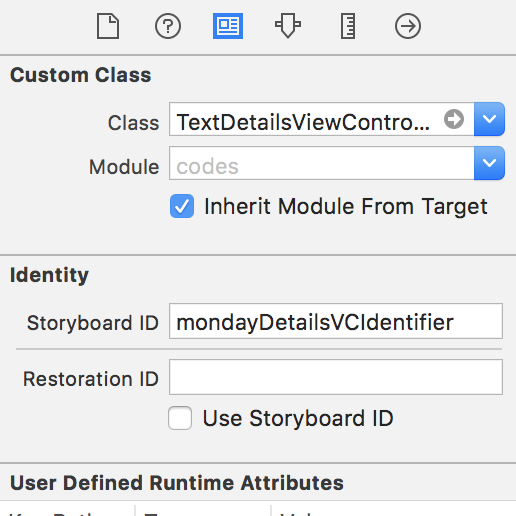 Custom Class
Class TextDetailsViewContro...
Module codes
Inherit Module From Target
Identity
Storyboard ID mondayDetailsVCIdentifier
Restoration ID
Use Storyboard ID
User Defined Runtime Attributes